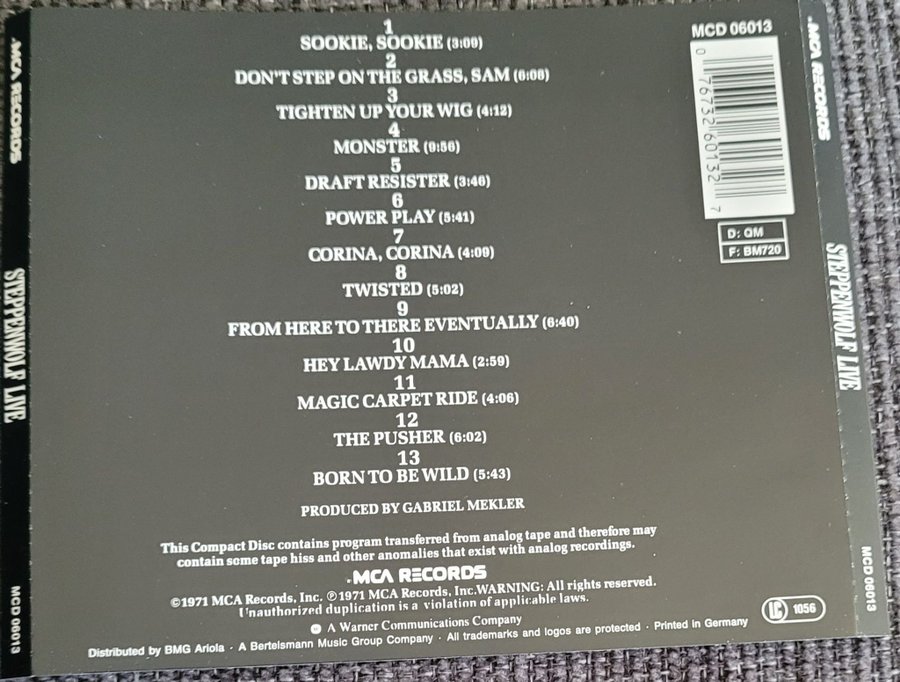 1
SOOKIE, SOOKIE (3:09)
2
DON'T STEP ON THE GRASS, SAM (6:08)
3
TIGHTEN UP YOUR WIG (4:12)
4
MONSTER (9:56)
5
DRAFT RESISTER (3:46)
6
POWER PLAY (5:41)
7
CORINA, CORINA (4:09)
8
TWISTED (5:02)
9
FROM HERE TO THERE EVENTUALLY (6:40)
10
HEY LAWDY MAMA (2:59)
11
MAGIC CARPET RIDE (4:06)
12
THE PUSHER (6:02)
13
BORN TO BE WILD (5:43)
PRODUCED BY GABRIEL MEKLER
This Compact Disc contains program transferred from analog tape and therefore may
contain some tape hiss and other anomalies that exist with analog recordings.
MCA RECORDS
©1971 MCA Records, Inc. ℗1971 MCA Records, Inc.WARNING: All rights reserved.
Unauthorized duplication is a violation of applicable laws.
A Warner Communications Company
Distributed by BMG Ariola · A Bertelsmann Music Group Company · All trademarks and logos are protected · Printed in Germany
LC 1056
MCD 06013
0 76732 60132 7
D: QM
F: BM720
MCA RECORDS
STEPPENWOLF LIVE
MCD 06013
MCA RECORDS
STEPPENWOLF LIVE
MCD 06013